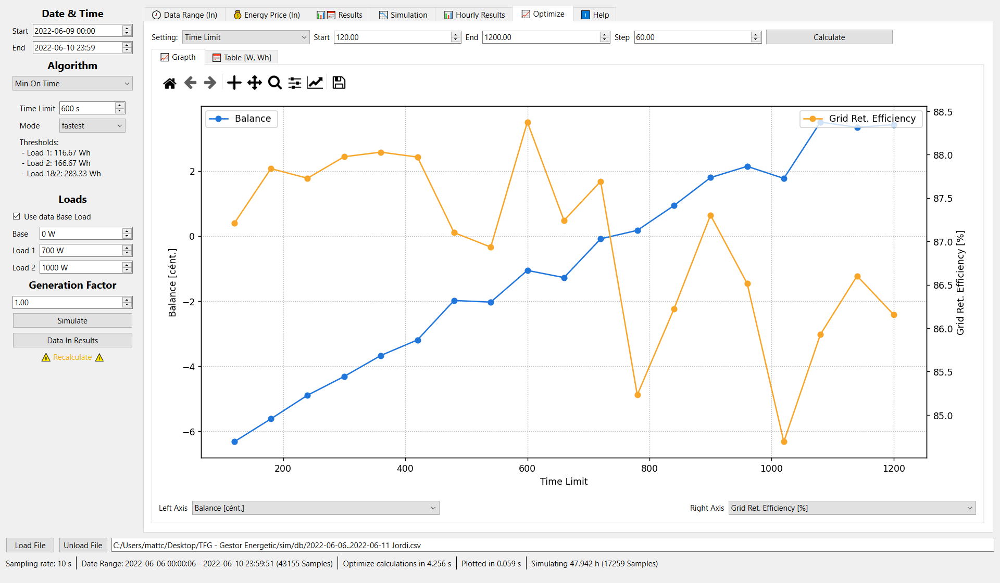 Date & Time
Start 2022-06-09 00:00
End 2022-06-10 23:59
Algorithm
Min On Time
Time Limit 600 s
Mode fastest
Thresholds:
- Load 1: 116.67 Wh
- Load 2: 166.67 Wh
- Load 1&2: 283.33 Wh
Loads
Use data Base Load
Base 0 W
Load 1 700 W
Load 2 1000 W
Generation Factor
1.00
Simulate
Data In Results
Recalculate
Data Range (In) Energy Price (In) Results Simulation Hourly Results Optimize Help
Setting: Time Limit Start 120.00 End 1200.00 Step 60.00 Calculate
Grapth Table [W, Wh]
Balance
Grid Ret. Efficiency
2
0
−2
−4
−6
Balance [cént.]
88.5
88.0
87.5
87.0
86.5
86.0
85.5
85.0
Grid Ret. Efficiency [%]
200 400 600 800 1000 1200
Time Limit
Left Axis Balance [cént.] Right Axis Grid Ret. Efficiency [%]
Load File Unload File C:/Users/mattc/Desktop/TFG - Gestor Energetic/sim/db/2022-06-06..2022-06-11 Jordi.csv
Sampling rate: 10 s Date Range: 2022-06-06 00:00:06 - 2022-06-10 23:59:51 (43155 Samples) Optimize calculations in 4.256 s Plotted in 0.059 s Simulating 47.942 h (17259 Samples)